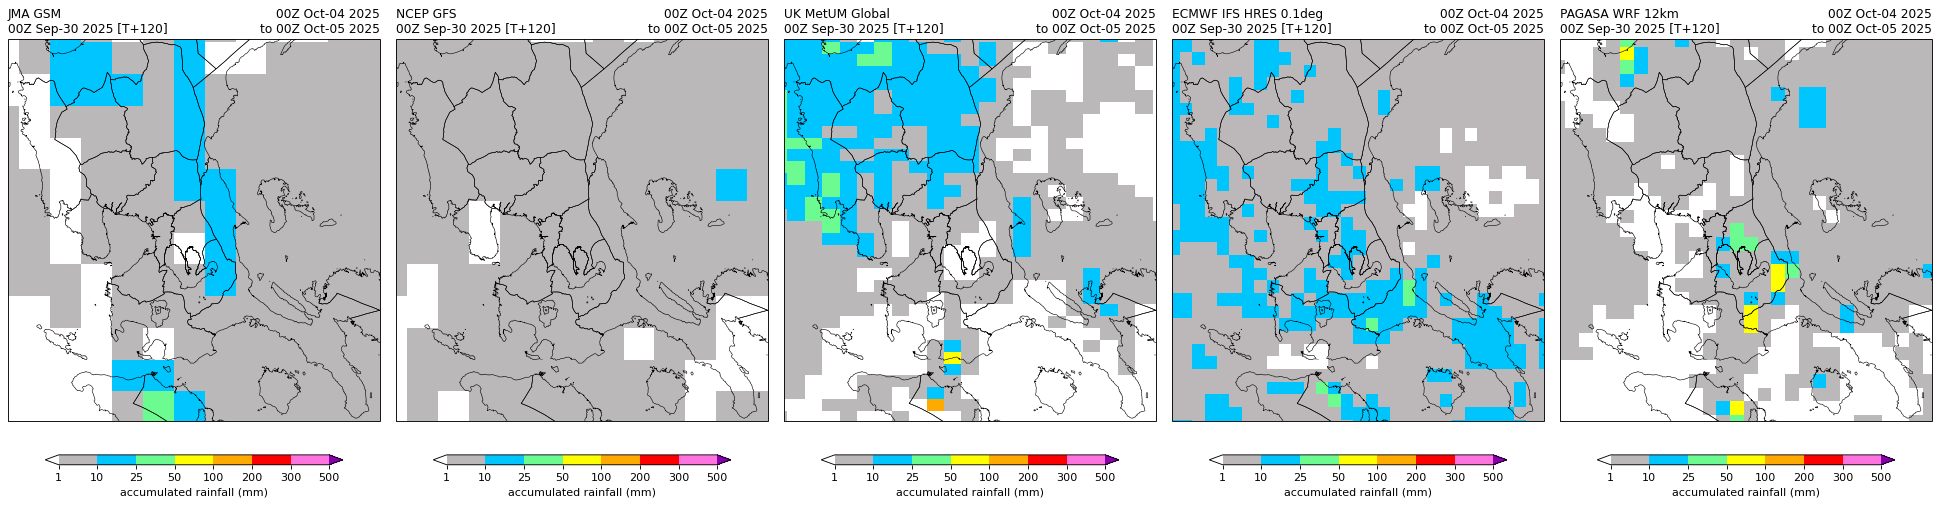 JMA GSM 00Z Oct-04 2025
00Z Sep-30 2025 [T+120] to 00Z Oct-05 2025
NCEP GFS 00Z Oct-04 2025
00Z Sep-30 2025 [T+120] to 00Z Oct-05 2025
UK MetUM Global 00Z Oct-04 2025
00Z Sep-30 2025 [T+120] to 00Z Oct-05 2025
ECMWF IFS HRES 0.1deg 00Z Oct-04 2025
00Z Sep-30 2025 [T+120] to 00Z Oct-05 2025
PAGASA WRF 12km 00Z Oct-04 2025
00Z Sep-30 2025 [T+120] to 00Z Oct-05 2025
1 10 25 50 100 200 300 500
accumulated rainfall (mm)
1 10 25 50 100 200 300 500
accumulated rainfall (mm)
1 10 25 50 100 200 300 500
accumulated rainfall (mm)
1 10 25 50 100 200 300 500
accumulated rainfall (mm)
1 10 25 50 100 200 300 500
accumulated rainfall (mm)